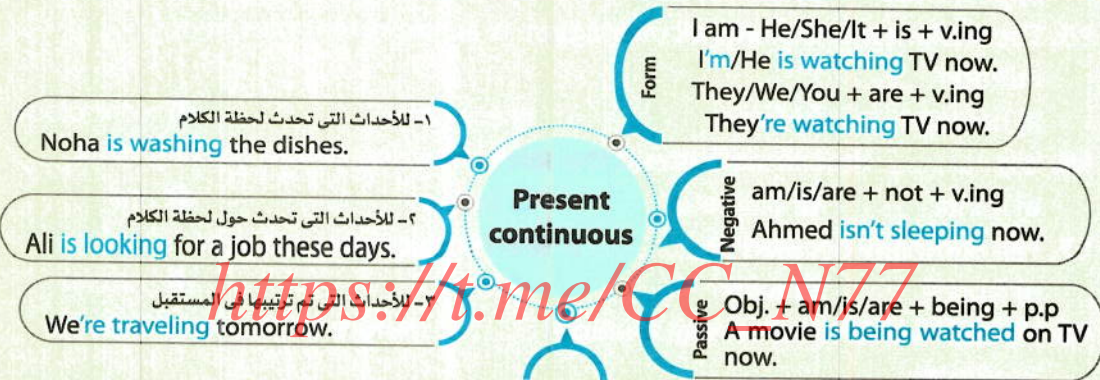 Form
I am - He/She/It + is + v.ing
I'm/He is watching TV now.
They/We/You + are + v.ing
They're watching TV now.
١- للأحداث التى تحدث لحظة الكلام
Noha is washing the dishes.
Present
continuous
Negative
am/is/are + not + v.ing
Ahmed isn't sleeping now.
٢- للأحداث التى تحدث حول لحظة الكلام
Ali is looking for a job these days.
https://t.me/CC_N77
٣- للأحداث التى تم ترتيبها فى المستقبل
We're traveling tomorrow.
Passive
Obj. + am/is/are + being + p.p
A movie is being watched on TV
now.